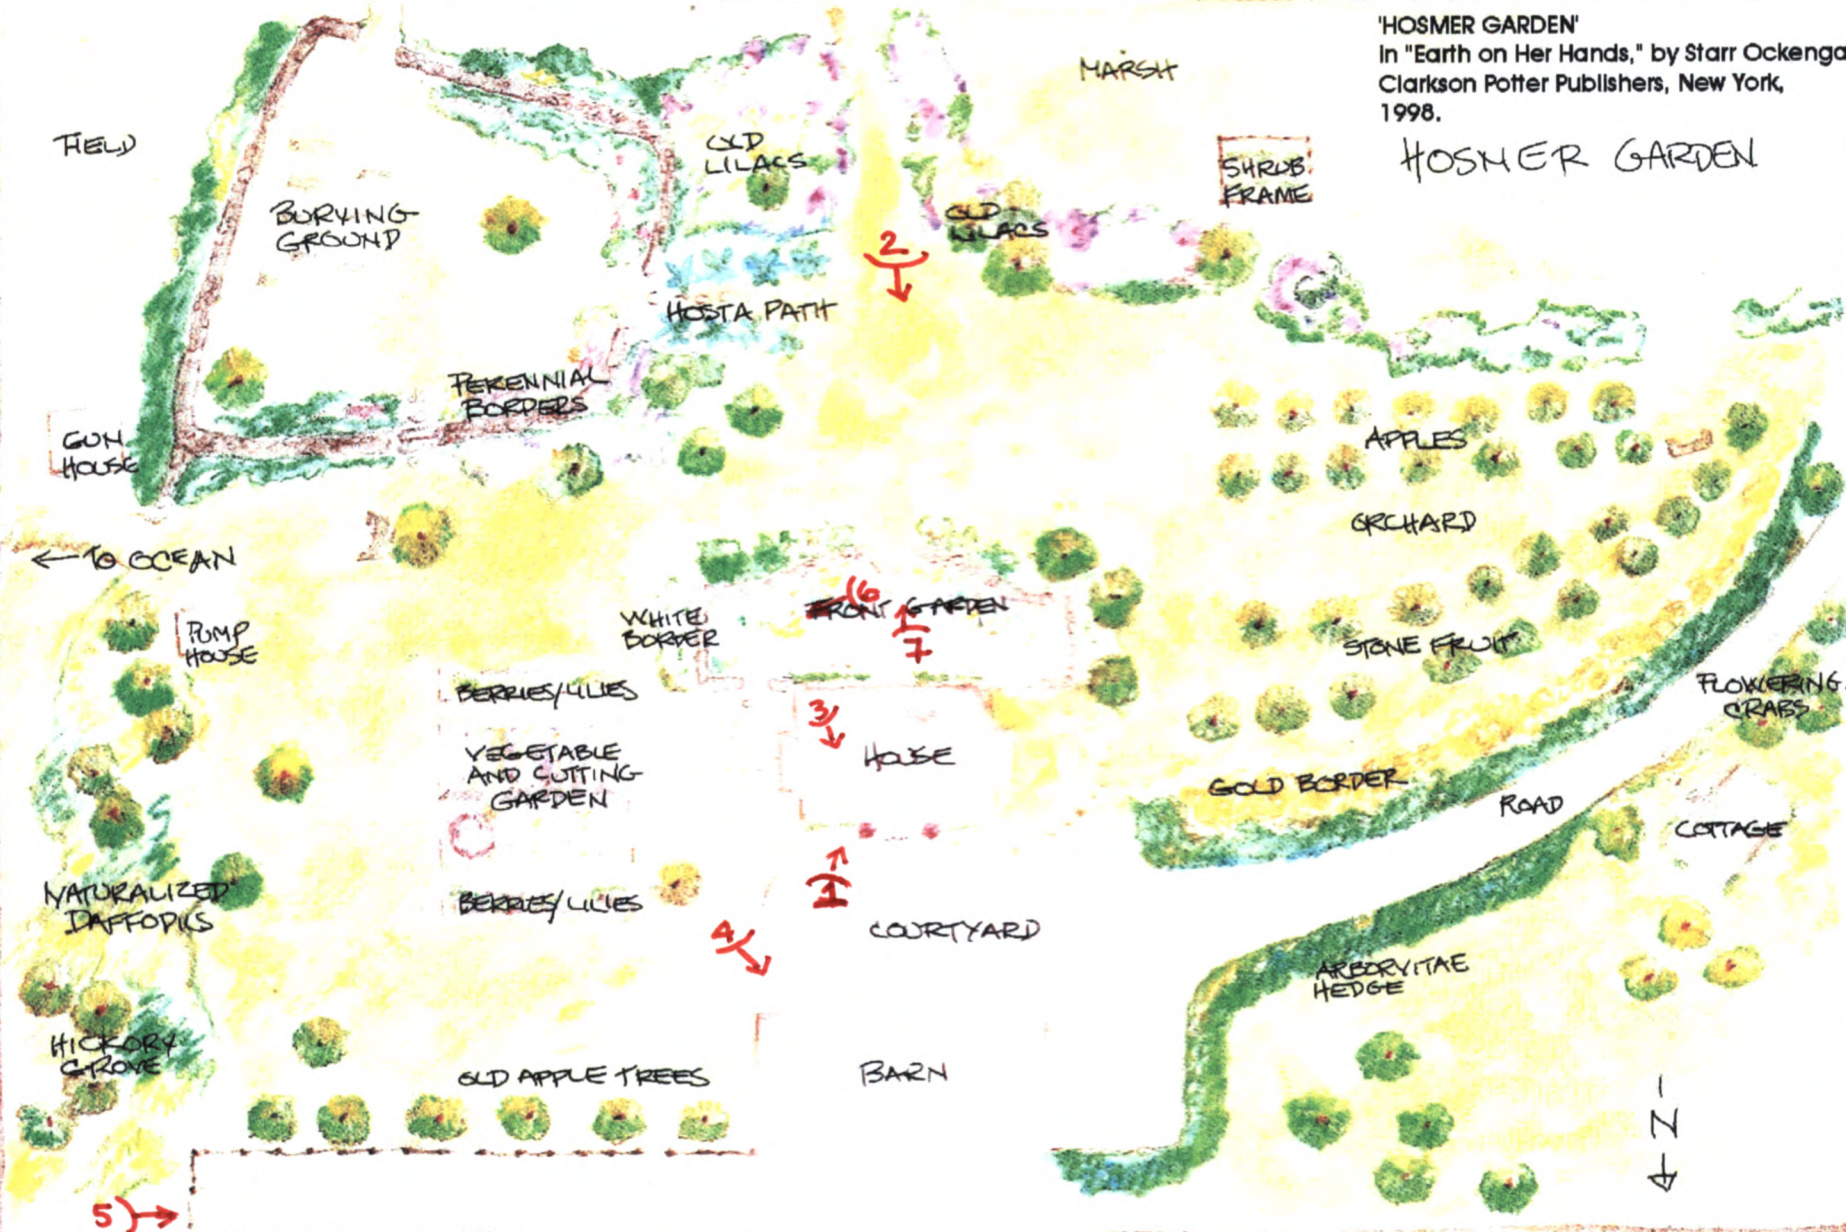 'HOSMER GARDEN'
In "Earth on Her Hands," by Starr Ockenga
Clarkson Potter Publishers, New York,
1998.
HOSMER GARDEN
MARSH
FIELD
OLD
LILACS
SHRUB
FRAME
BURYING
GROUND
OLD
LILACS
2
HOSTA PATH
PERENNIAL
BORDERS
GUN
HOUSE
APPLES
ORCHARD
← TO OCEAN
PUMP
HOUSE
WHITE
BORDER
6
FRONT GARDEN
7
STONE FRUIT
FLOWERING
CRABS
BERRIES/LILIES
3
VEGETABLE
AND CUTTING
GARDEN
HOUSE
GOLD BORDER
ROAD
COTTAGE
NATURALIZED
DAFFODILS
BERRIES/LILIES
1
4
COURTYARD
ARBORVITAE
HEDGE
HICKORY
GROVE
OLD APPLE TREES
BARN
N
5